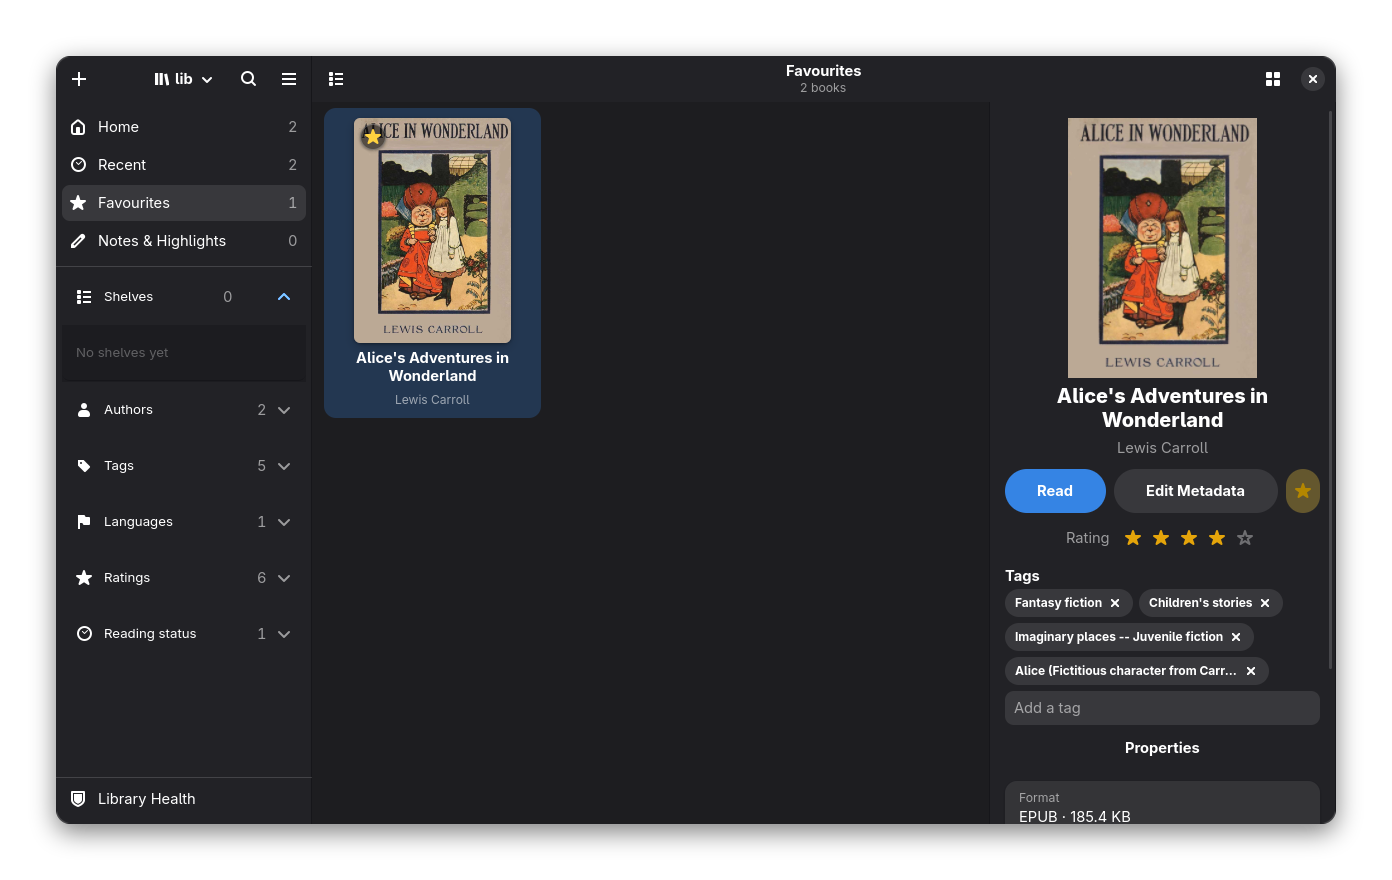 lib
Home 2
Recent 2
Favourites 1
Notes & Highlights 0
Shelves 0
No shelves yet
Authors 2
Tags 5
Languages 1
Ratings 6
Reading status 1
Library Health
Favourites
2 books
ALICE IN WONDERLAND
LEWIS CARROLL
Alice's Adventures in
Wonderland
Lewis Carroll
ALICE IN WONDERLAND
LEWIS CARROLL
Alice's Adventures in
Wonderland
Lewis Carroll
Read Edit Metadata
Rating
Tags
Fantasy fiction Children's stories
Imaginary places -- Juvenile fiction
Alice (Fictitious character from Carr...
Add a tag
Properties
Format
EPUB · 185.4 KB